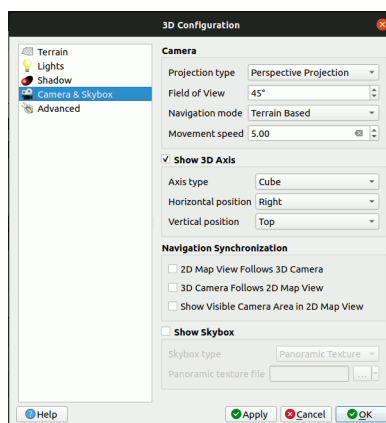 3D Configuration
Terrain
Lights
Shadow
Camera & Skybox
Advanced
Camera
Projection type Perspective Projection
Field of View 45°
Navigation mode Terrain Based
Movement speed 5.00
Show 3D Axis
Axis type Cube
Horizontal position Right
Vertical position Top
Navigation Synchronization
2D Map View Follows 3D Camera
3D Camera Follows 2D Map View
Show Visible Camera Area in 2D Map View
Show Skybox
Skybox type Panoramic Texture
Panoramic texture file ...
Help Apply Cancel OK